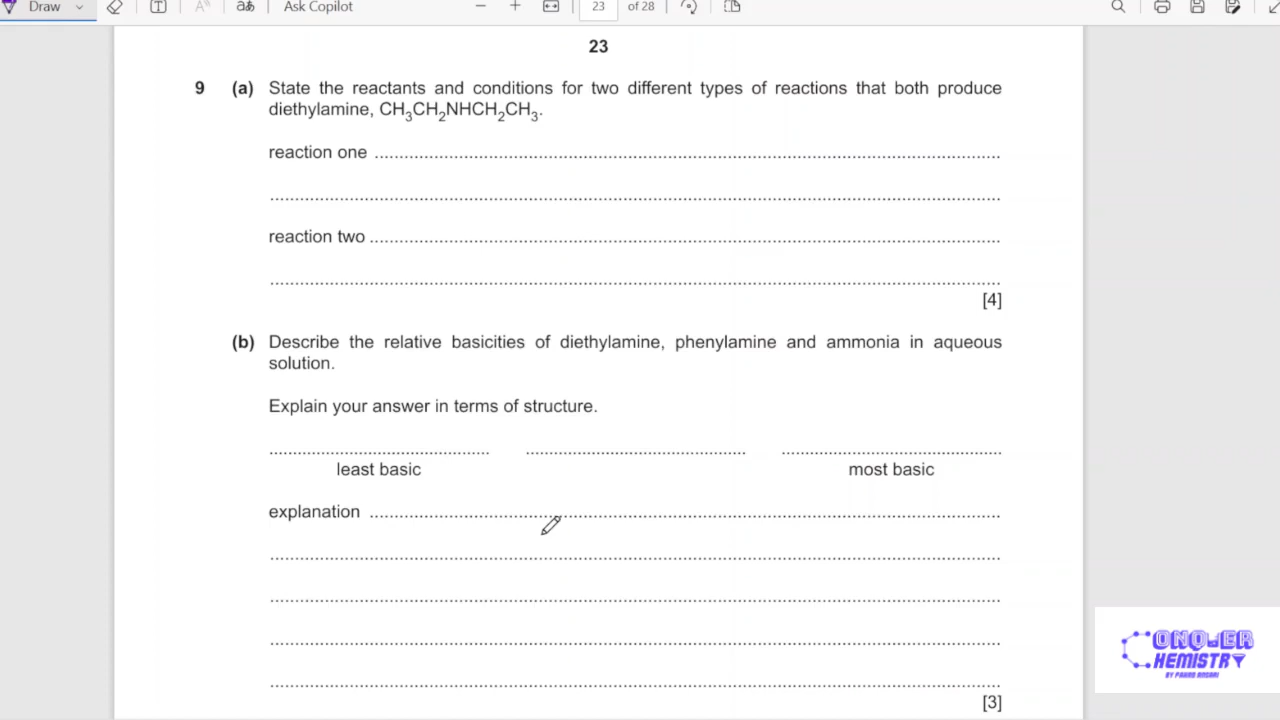 Draw
Ask Copilot
23
of 28
23
9 (a) State the reactants and conditions for two different types of reactions that both produce
diethylamine, CH₃CH₂NHCH₂CH₃.
reaction one ........................................
........................................
reaction two ........................................
........................................
[4]
(b) Describe the relative basicities of diethylamine, phenylamine and ammonia in aqueous
solution.
Explain your answer in terms of structure.
least basic
most basic
explanation ........................................
........................................
........................................
........................................
........................................
[3]
CONQUER
CHEMISTRY